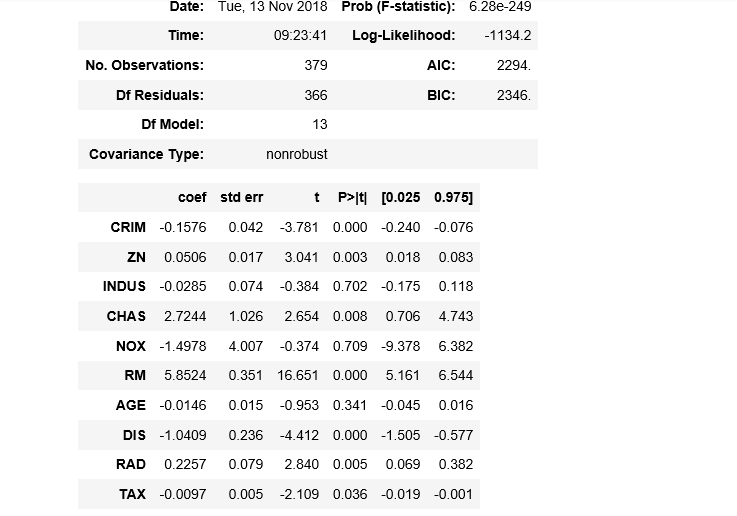 Date: Tue, 13 Nov 2018 Prob (F-statistic): 6.28e-249
Time: 09:23:41 Log-Likelihood: -1134.2
No. Observations: 379 AIC: 2294.
Df Residuals: 366 BIC: 2346.
Df Model: 13
Covariance Type: nonrobust
coef std err t P>|t| [0.025 0.975]
CRIM -0.1576 0.042 -3.781 0.000 -0.240 -0.076
ZN 0.0506 0.017 3.041 0.003 0.018 0.083
INDUS -0.0285 0.074 -0.384 0.702 -0.175 0.118
CHAS 2.7244 1.026 2.654 0.008 0.706 4.743
NOX -1.4978 4.007 -0.374 0.709 -9.378 6.382
RM 5.8524 0.351 16.651 0.000 5.161 6.544
AGE -0.0146 0.015 -0.953 0.341 -0.045 0.016
DIS -1.0409 0.236 -4.412 0.000 -1.505 -0.577
RAD 0.2257 0.079 2.840 0.005 0.069 0.382
TAX -0.0097 0.005 -2.109 0.036 -0.019 -0.001